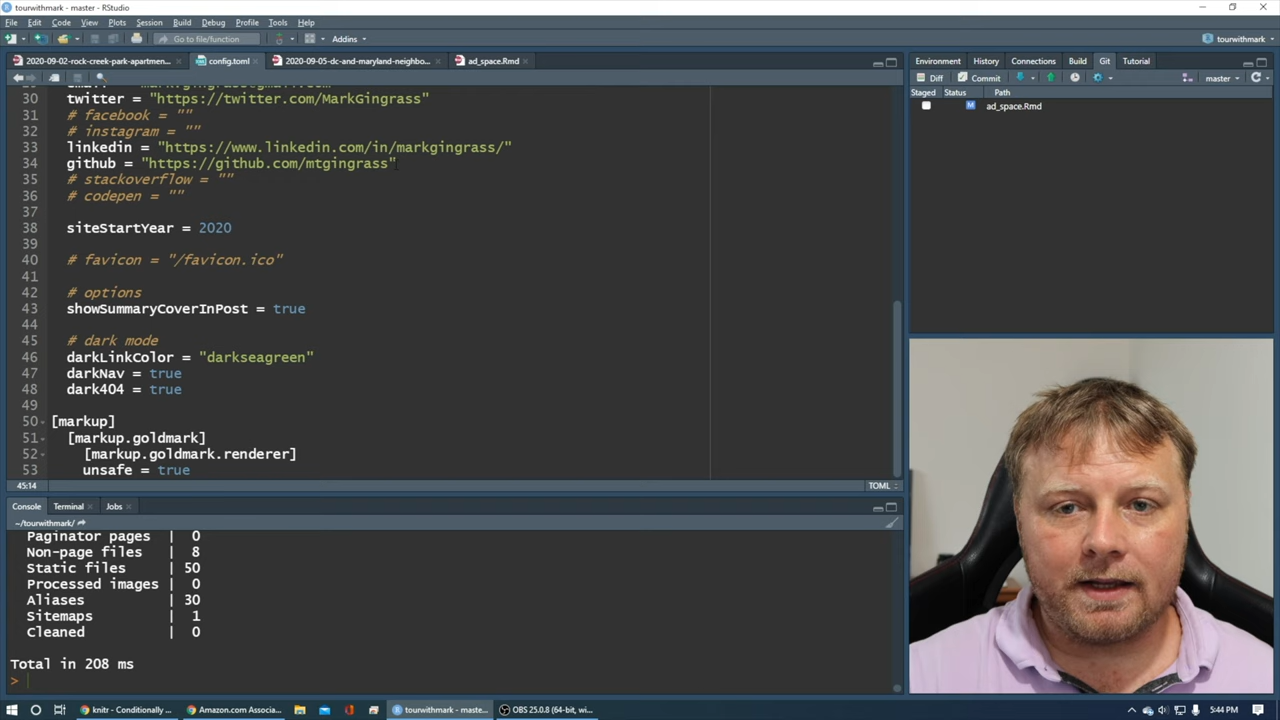 tourwithmark - master - RStudio
File Edit Code View Plots Session Build Debug Profile Tools Help
Go to file/function Addins tourwithmark
2020-09-02-rock-creek-park-apartmen... config.toml 2020-09-05-dc-and-maryland-neighbo... ad_space.Rmd
30 twitter = "https://twitter.com/MarkGingrass"
31 # facebook = ""
32 # instagram = ""
33 linkedin = "https://www.linkedin.com/in/markgingrass/"
34 github = "https://github.com/mtgingrass"
35 # stackoverflow = ""
36 # codepen = ""
37
38 siteStartYear = 2020
39
40 # favicon = "/favicon.ico"
41
42 # options
43 showSummaryCoverInPost = true
44
45 # dark mode
46 darkLinkColor = "darkseagreen"
47 darkNav = true
48 dark404 = true
49
50 [markup]
51 [markup.goldmark]
52 [markup.goldmark.renderer]
53 unsafe = true
45:14 TOML
Console Terminal Jobs
~/tourwithmark/
Paginator pages | 0
Non-page files | 8
Static files | 50
Processed images | 0
Aliases | 30
Sitemaps | 1
Cleaned | 0
Total in 208 ms
>
Environment History Connections Build Git Tutorial
Diff Commit master
Staged Status Path
M ad_space.Rmd
knitr - Conditionally ... Amazon.com Associa... tourwithmark - maste... OBS 25.0.8 (64-bit, wi... 5:44 PM